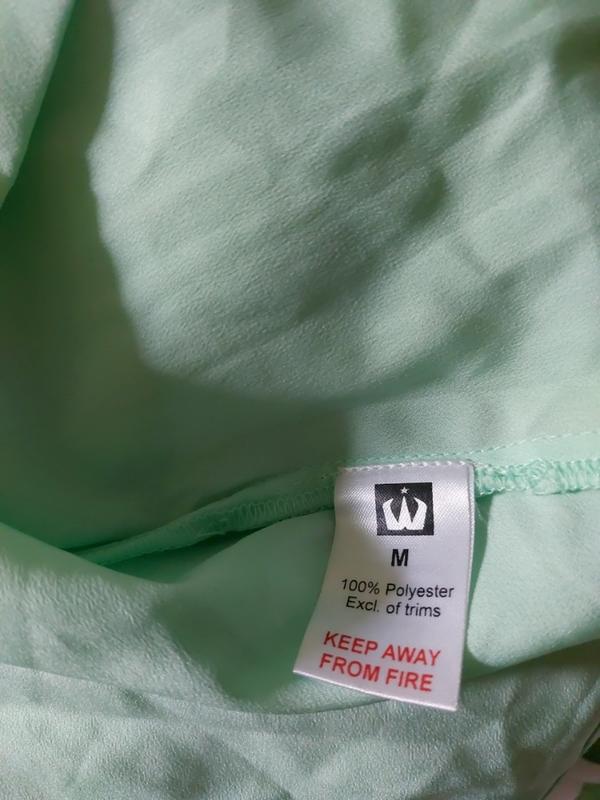 W
M
100% Polyester
Excl. of trims
KEEP AWAY
FROM FIRE